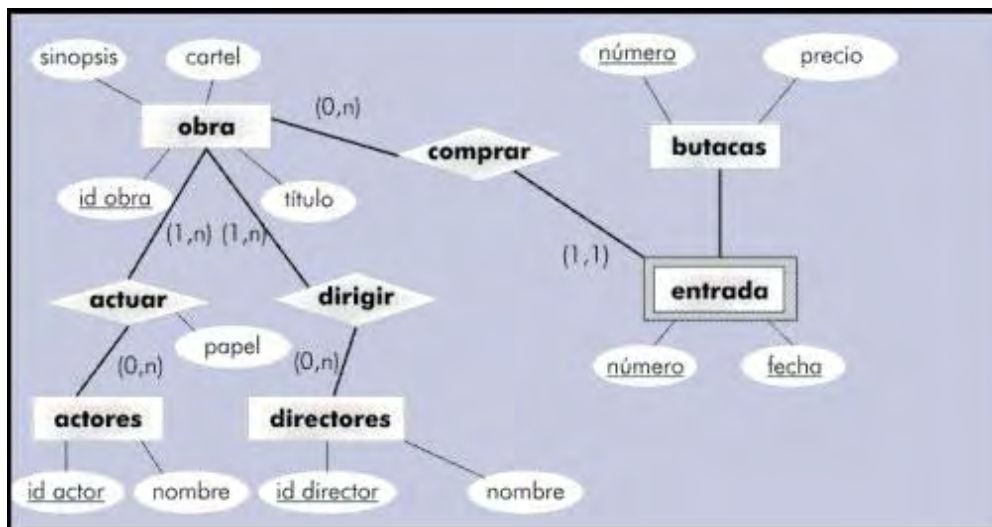 sinopsis
cartel
número
precio
(0,n)
obra
comprar
butacas
id obra
título
(1,n) (1,n)
(1,1)
actuar
dirigir
entrada
papel
(0,n)
(0,n)
número
fecha
actores
directores
id actor
nombre
id director
nombre